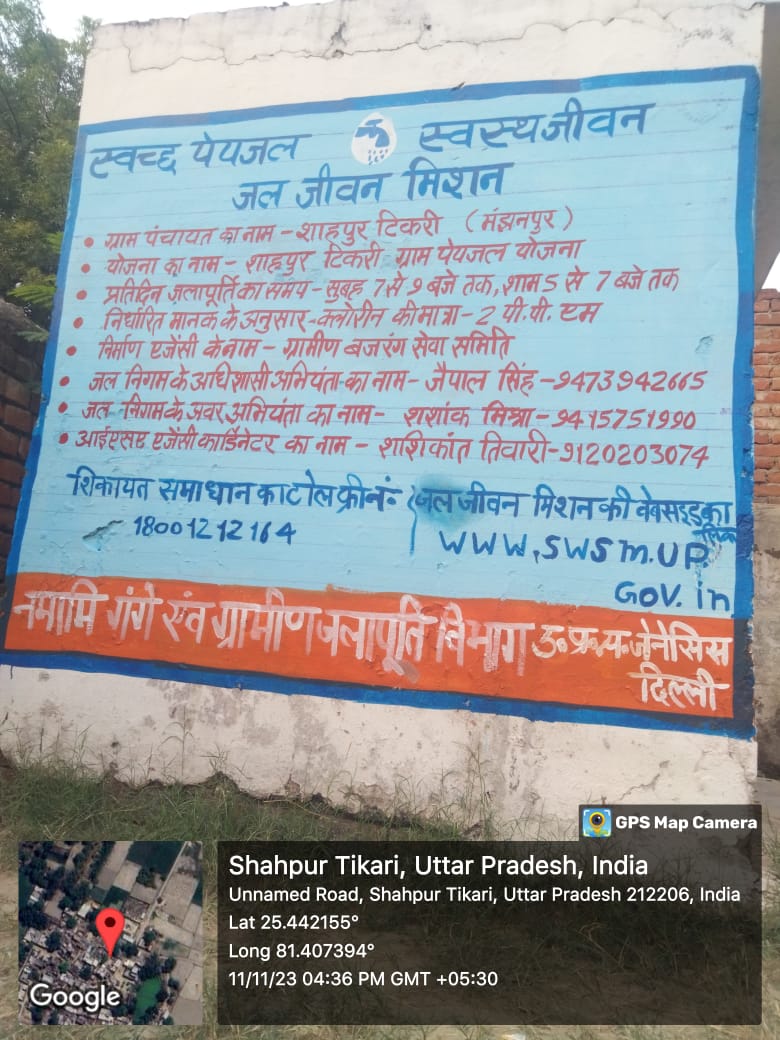 स्वच्छ पेयजल स्वस्थ जीवन
जल जीवन मिशन
• ग्राम पंचायत का नाम - शाहपुर टिकरी (मंझनपुर)
• योजना का नाम - शाहपुर टिकरी ग्राम पेयजल योजना
• प्रतिदिन जलापूर्ति का समय - सुबह 7 से 9 बजे तक, शाम 5 से 7 बजे तक
• निर्धारित मानक के अनुसार - क्लोरीन की मात्रा - 2 पी.पी. एम
• निर्माण एजेंसी के नाम - ग्रामीण बजरंग सेवा समिति
• जल निगम के अधिशासी अभियंता का नाम - जैपाल सिंह - 9473942665
• जल निगम के अवर अभियंता का नाम - शशांक मिश्रा - 9415751990
• आईएसए एजेंसी कार्डिनेटर का नाम - शशिकांत तिवारी - 9120203074
शिकायत समाधान का टोल फ्री नं:
18001212164
जल जीवन मिशन की वेबसाइड का
WWW.SWSM.UP.
GOV.in
नमामि गंगे एंव ग्रामीण जलापूर्ति विभाग उ० प्र० जेनेसिस
दिल्ली
GPS Map Camera
Shahpur Tikari, Uttar Pradesh, India
Unnamed Road, Shahpur Tikari, Uttar Pradesh 212206, India
Lat 25.442155°
Long 81.407394°
11/11/23 04:36 PM GMT +05:30
Google